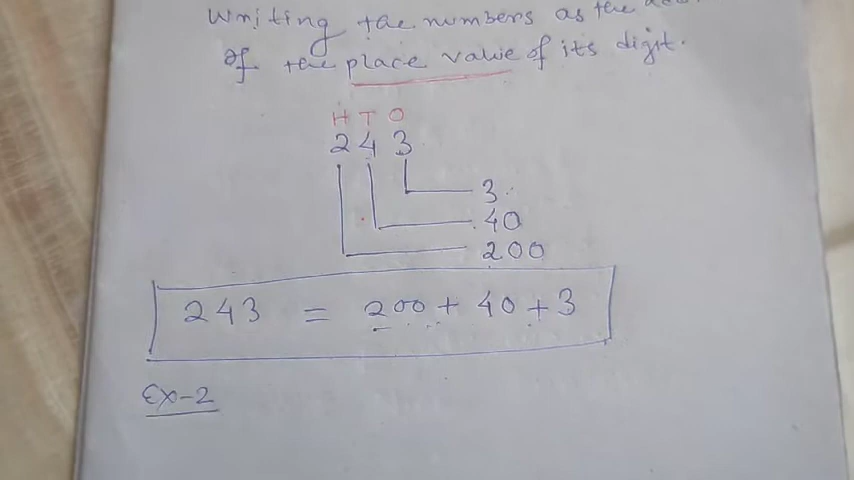 Writing the numbers as the
of the place value of its digit.
H T O
2 4 3
3
40
200
243 = 200 + 40 + 3
Ex-2